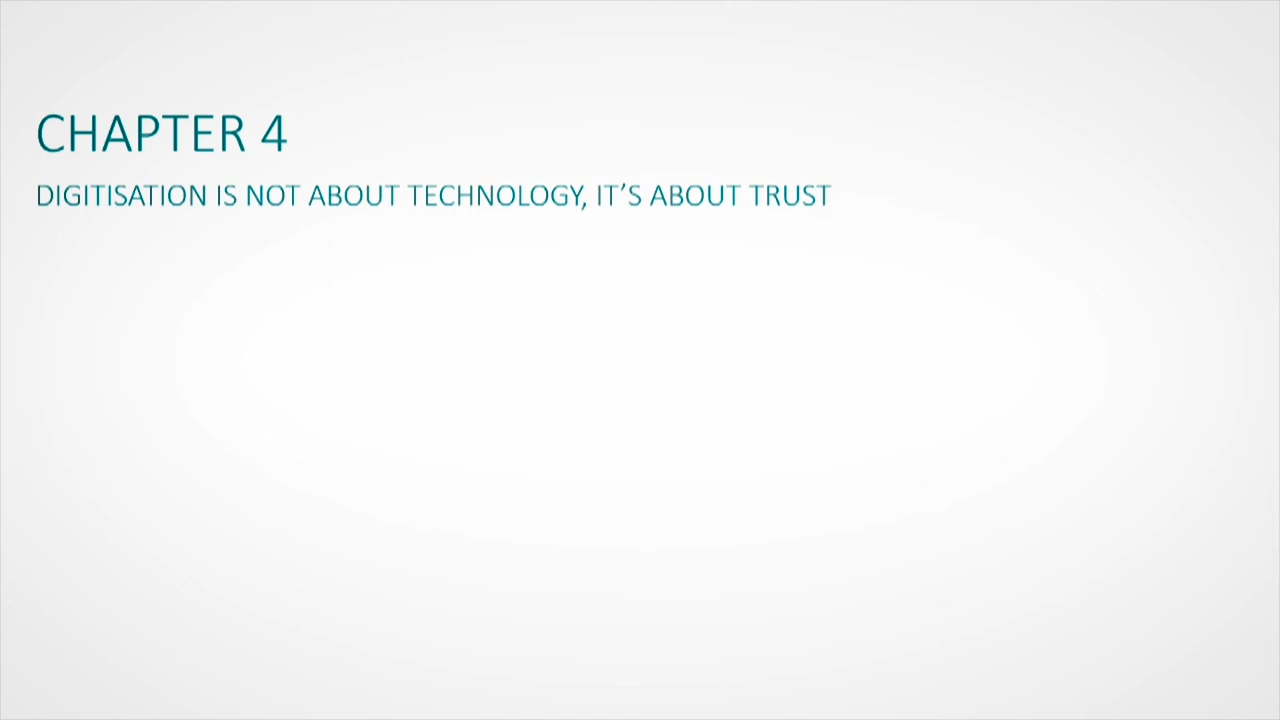 CHAPTER 4
DIGITISATION IS NOT ABOUT TECHNOLOGY, IT’S ABOUT TRUST